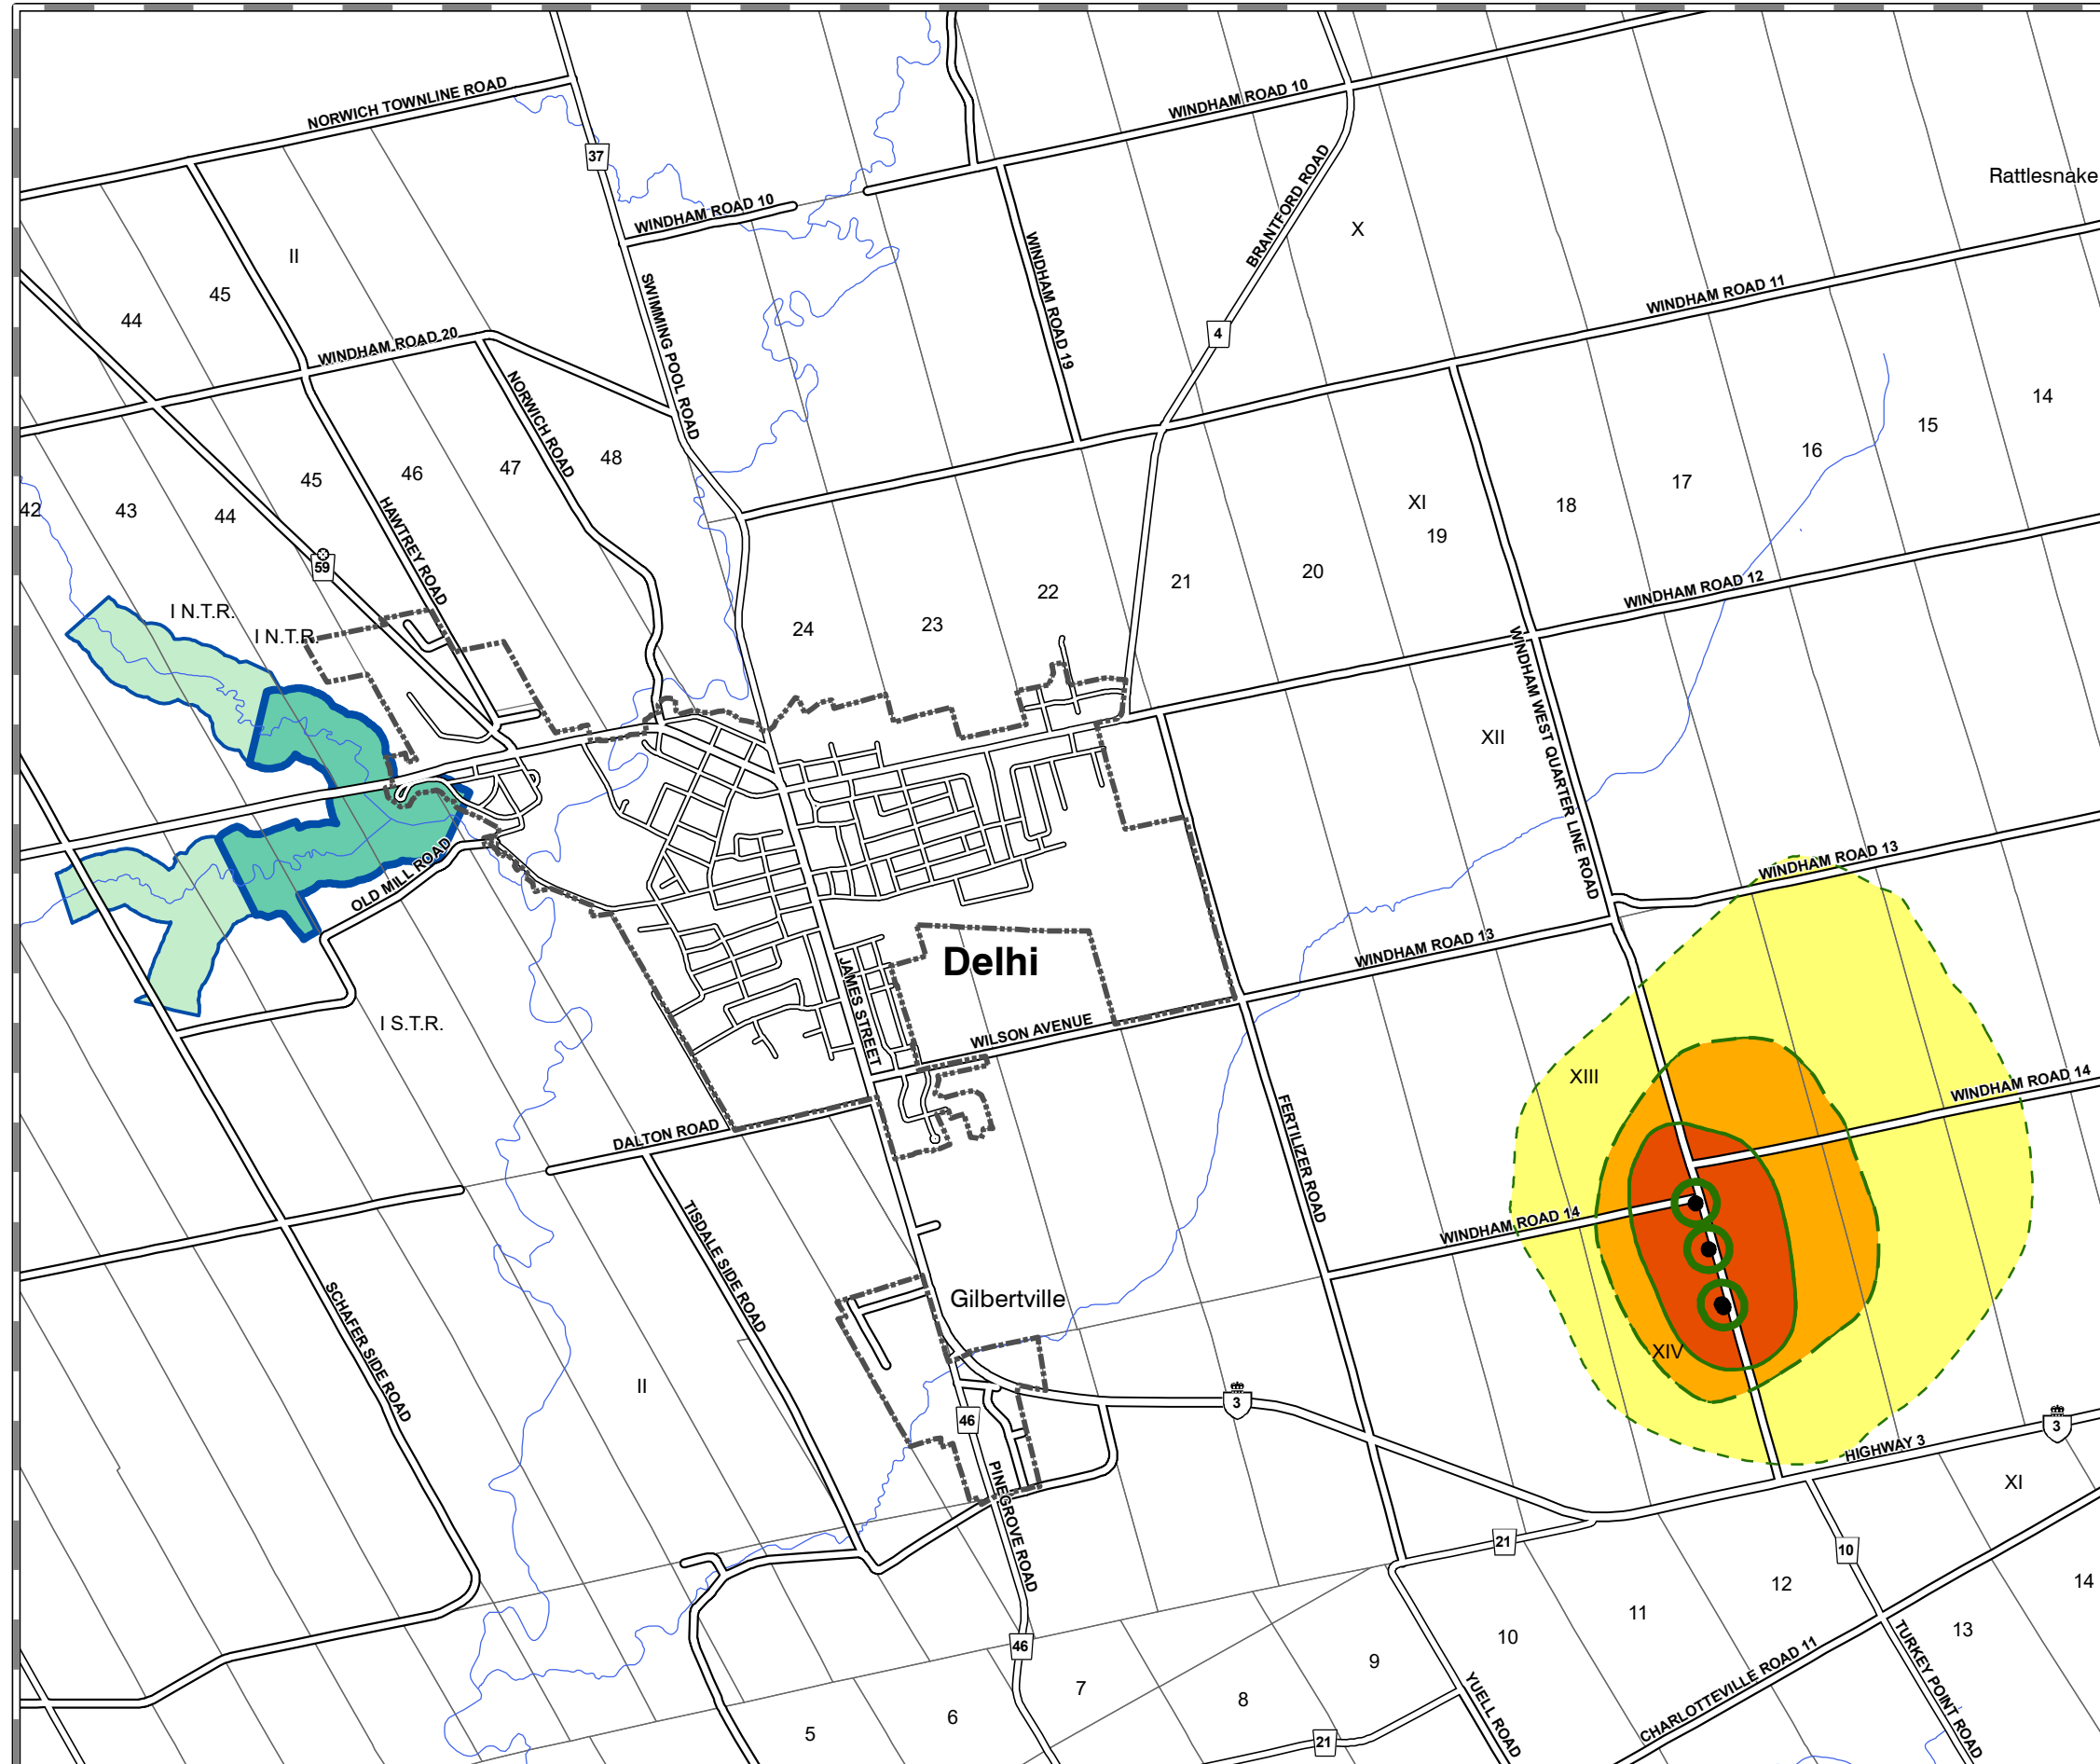 NORWICH TOWNLINE ROAD
WINDHAM ROAD 10
37
BRANTFORD ROAD
Rattlesnake
WINDHAM ROAD 10
X
WINDHAM ROAD 19
II
45
44
SWIMMING POOL ROAD
WINDHAM ROAD 11
4
WINDHAM ROAD 20
NORWICH ROAD
14
15
16
48
47
46
45
17
18
XI
19
42
43
44
HAWTREY ROAD
59
20
21
22
23
24
WINDHAM ROAD 12
I N.T.R.
I N.T.R.
WINDHAM WEST QUARTER LINE ROAD
XII
OLD MILL ROAD
WINDHAM ROAD 13
WINDHAM ROAD 13
Delhi
JAMES STREET
I S.T.R.
WILSON AVENUE
XIII
WINDHAM ROAD 14
DALTON ROAD
FERTILIZER ROAD
WINDHAM ROAD 14
TISDALE SIDE ROAD
SCHAFER SIDE ROAD
Gilbertville
XIV
II
3
46
3
HIGHWAY 3
XI
PINEGROVE ROAD
21
10
12
14
11
13
10
46
9
TURKEY POINT ROAD
CHARLOTTEVILLE ROAD 11
YUELL ROAD
7
8
6
5
21